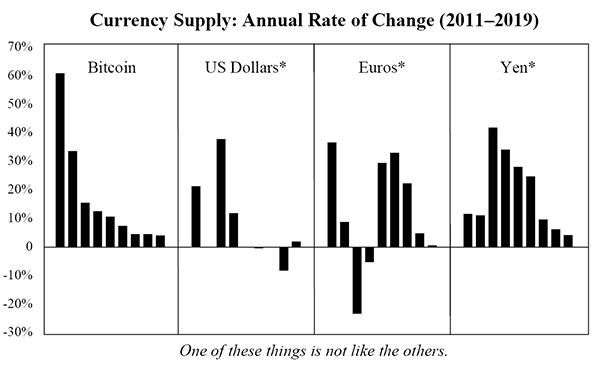 Currency Supply: Annual Rate of Change (2011–2019)
70%
60%
50%
40%
30%
20%
10%
0
-10%
-20%
-30%
Bitcoin
US Dollars*
Euros*
Yen*
One of these things is not like the others.